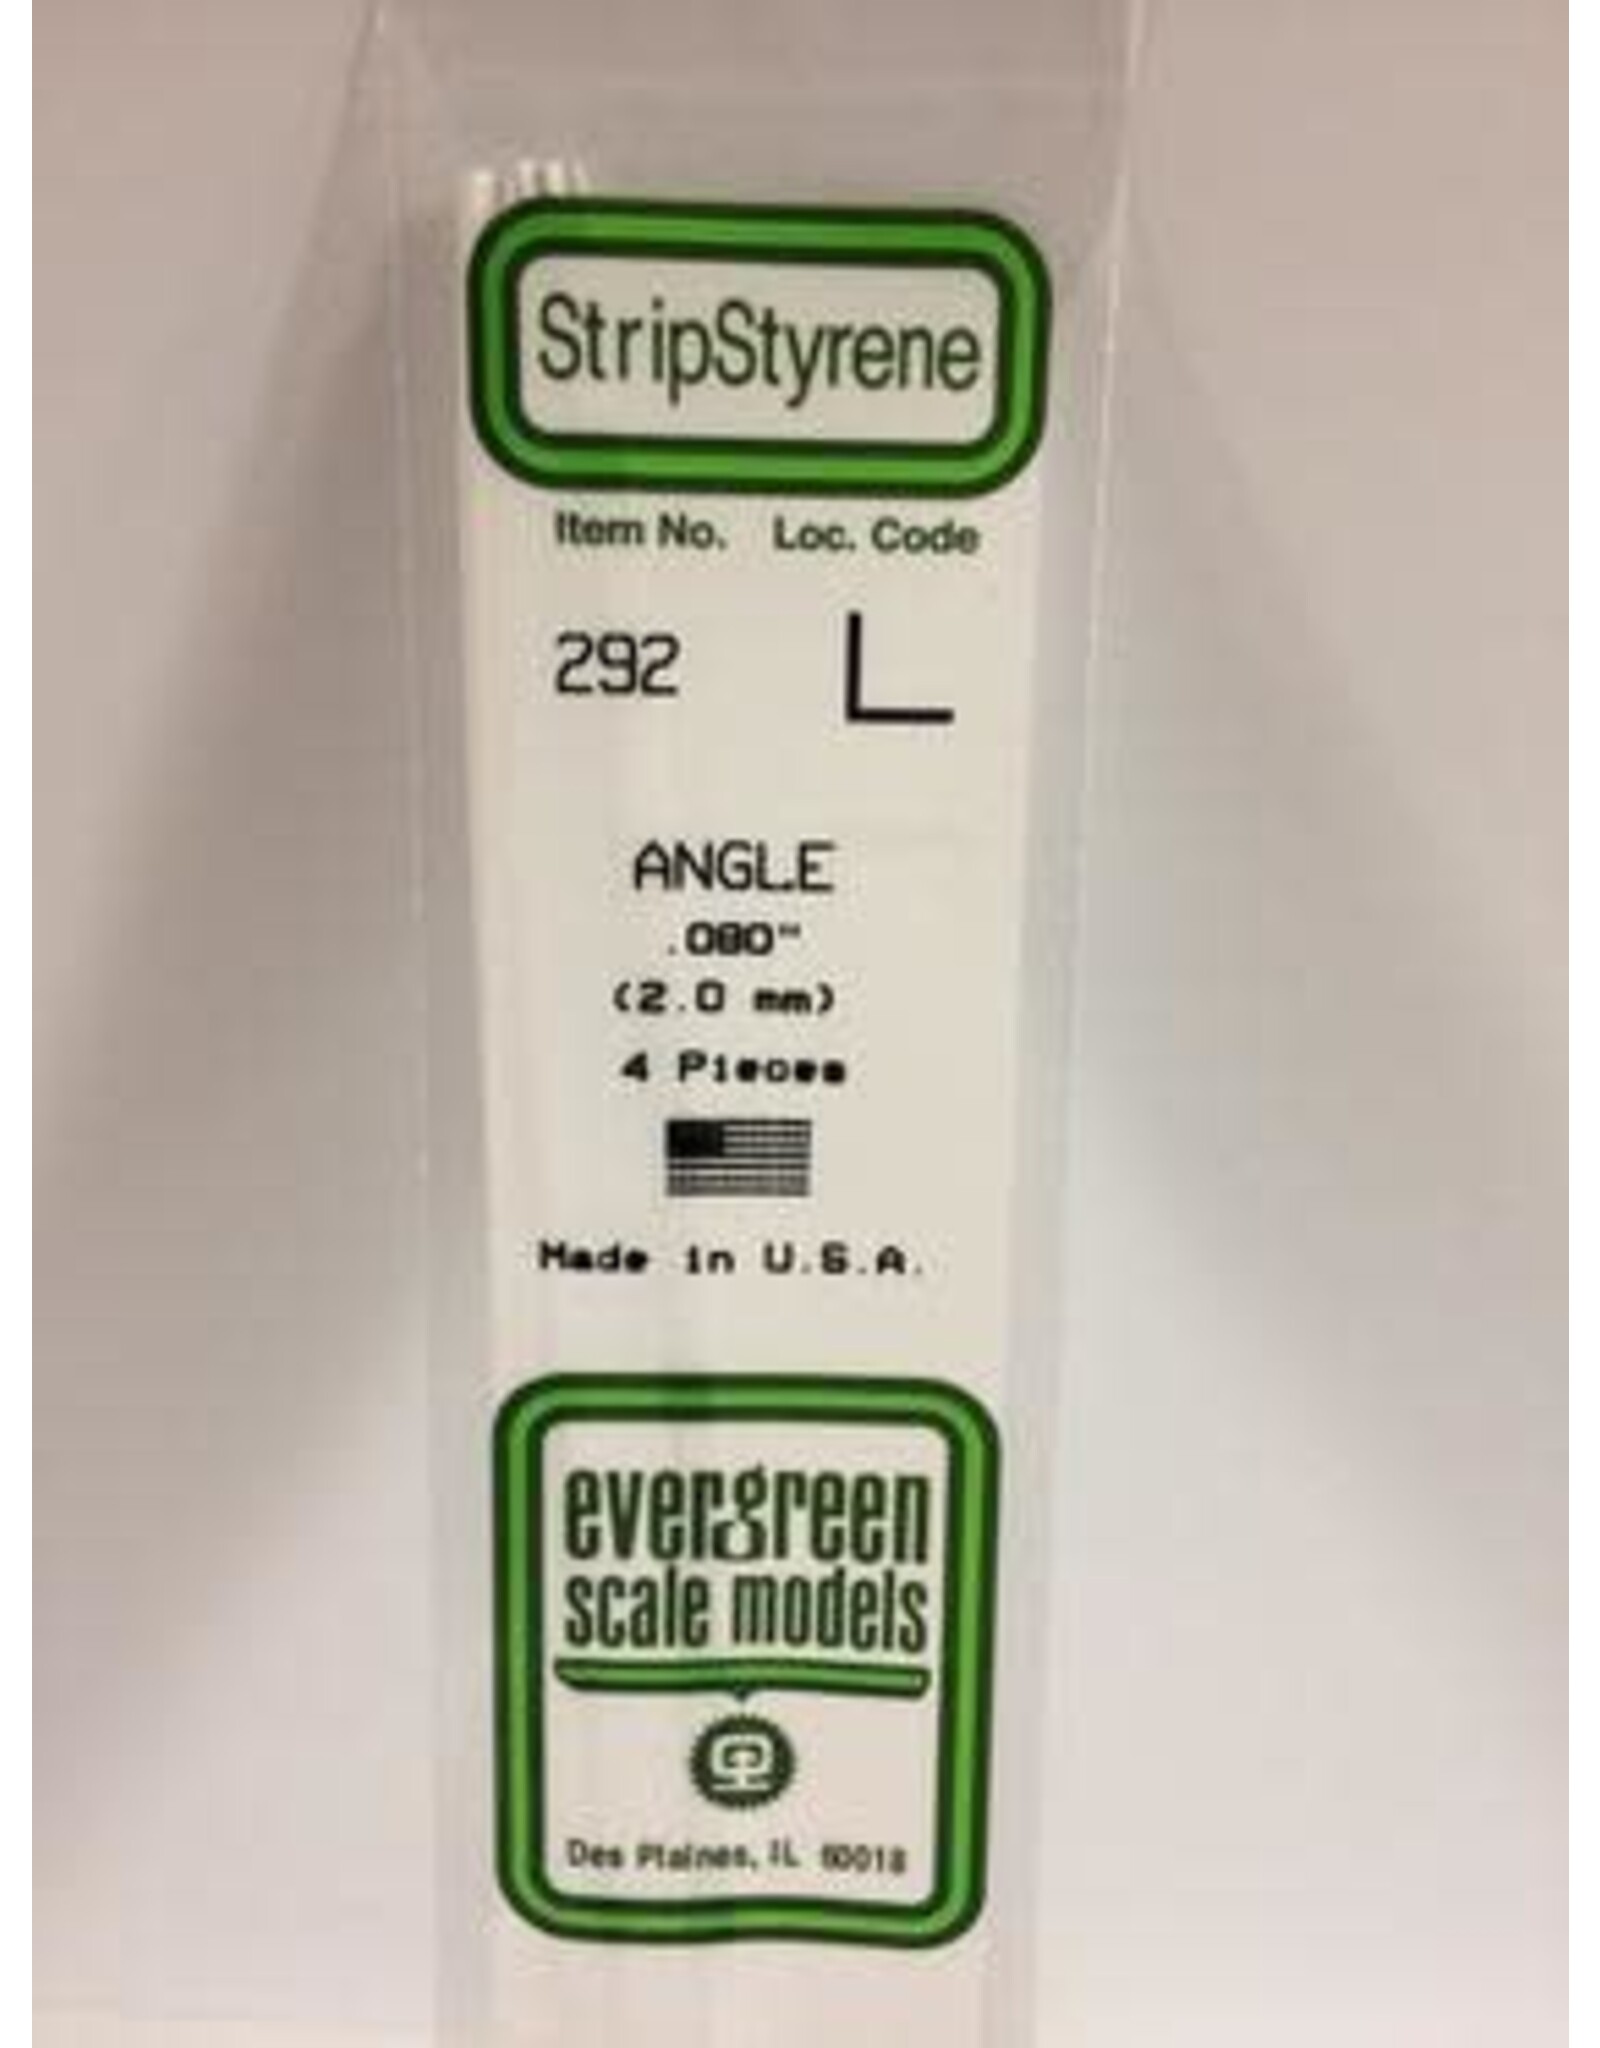 StripStyrene
Item No. Loc. Code
292
ANGLE
.080"
(2.0 mm)
4 Pieces
Made in U.S.A.
evergreen
scale models
Des Plaines, IL 60018